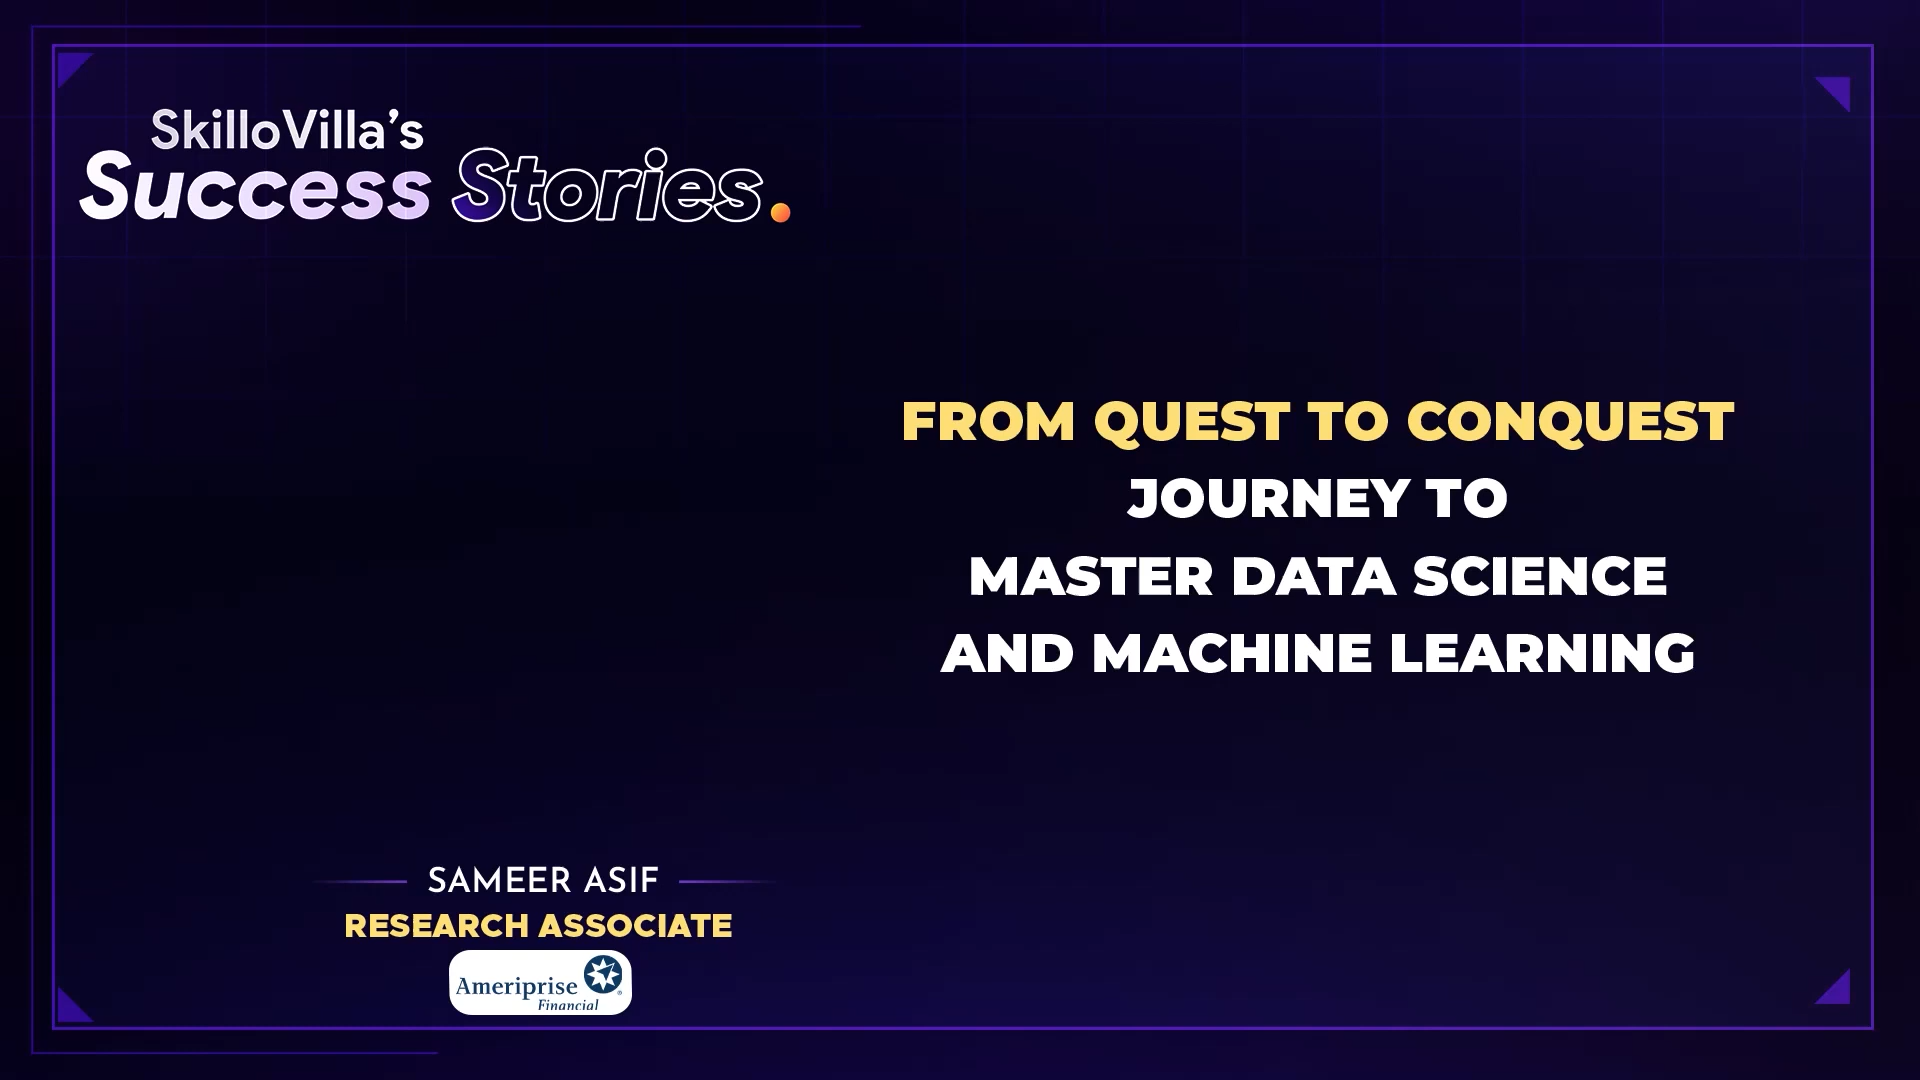 SkilloVilla’s
Success Stories.
FROM QUEST TO CONQUEST
JOURNEY TO
MASTER DATA SCIENCE
AND MACHINE LEARNING
SAMEER ASIF
RESEARCH ASSOCIATE
Ameriprise
Financial